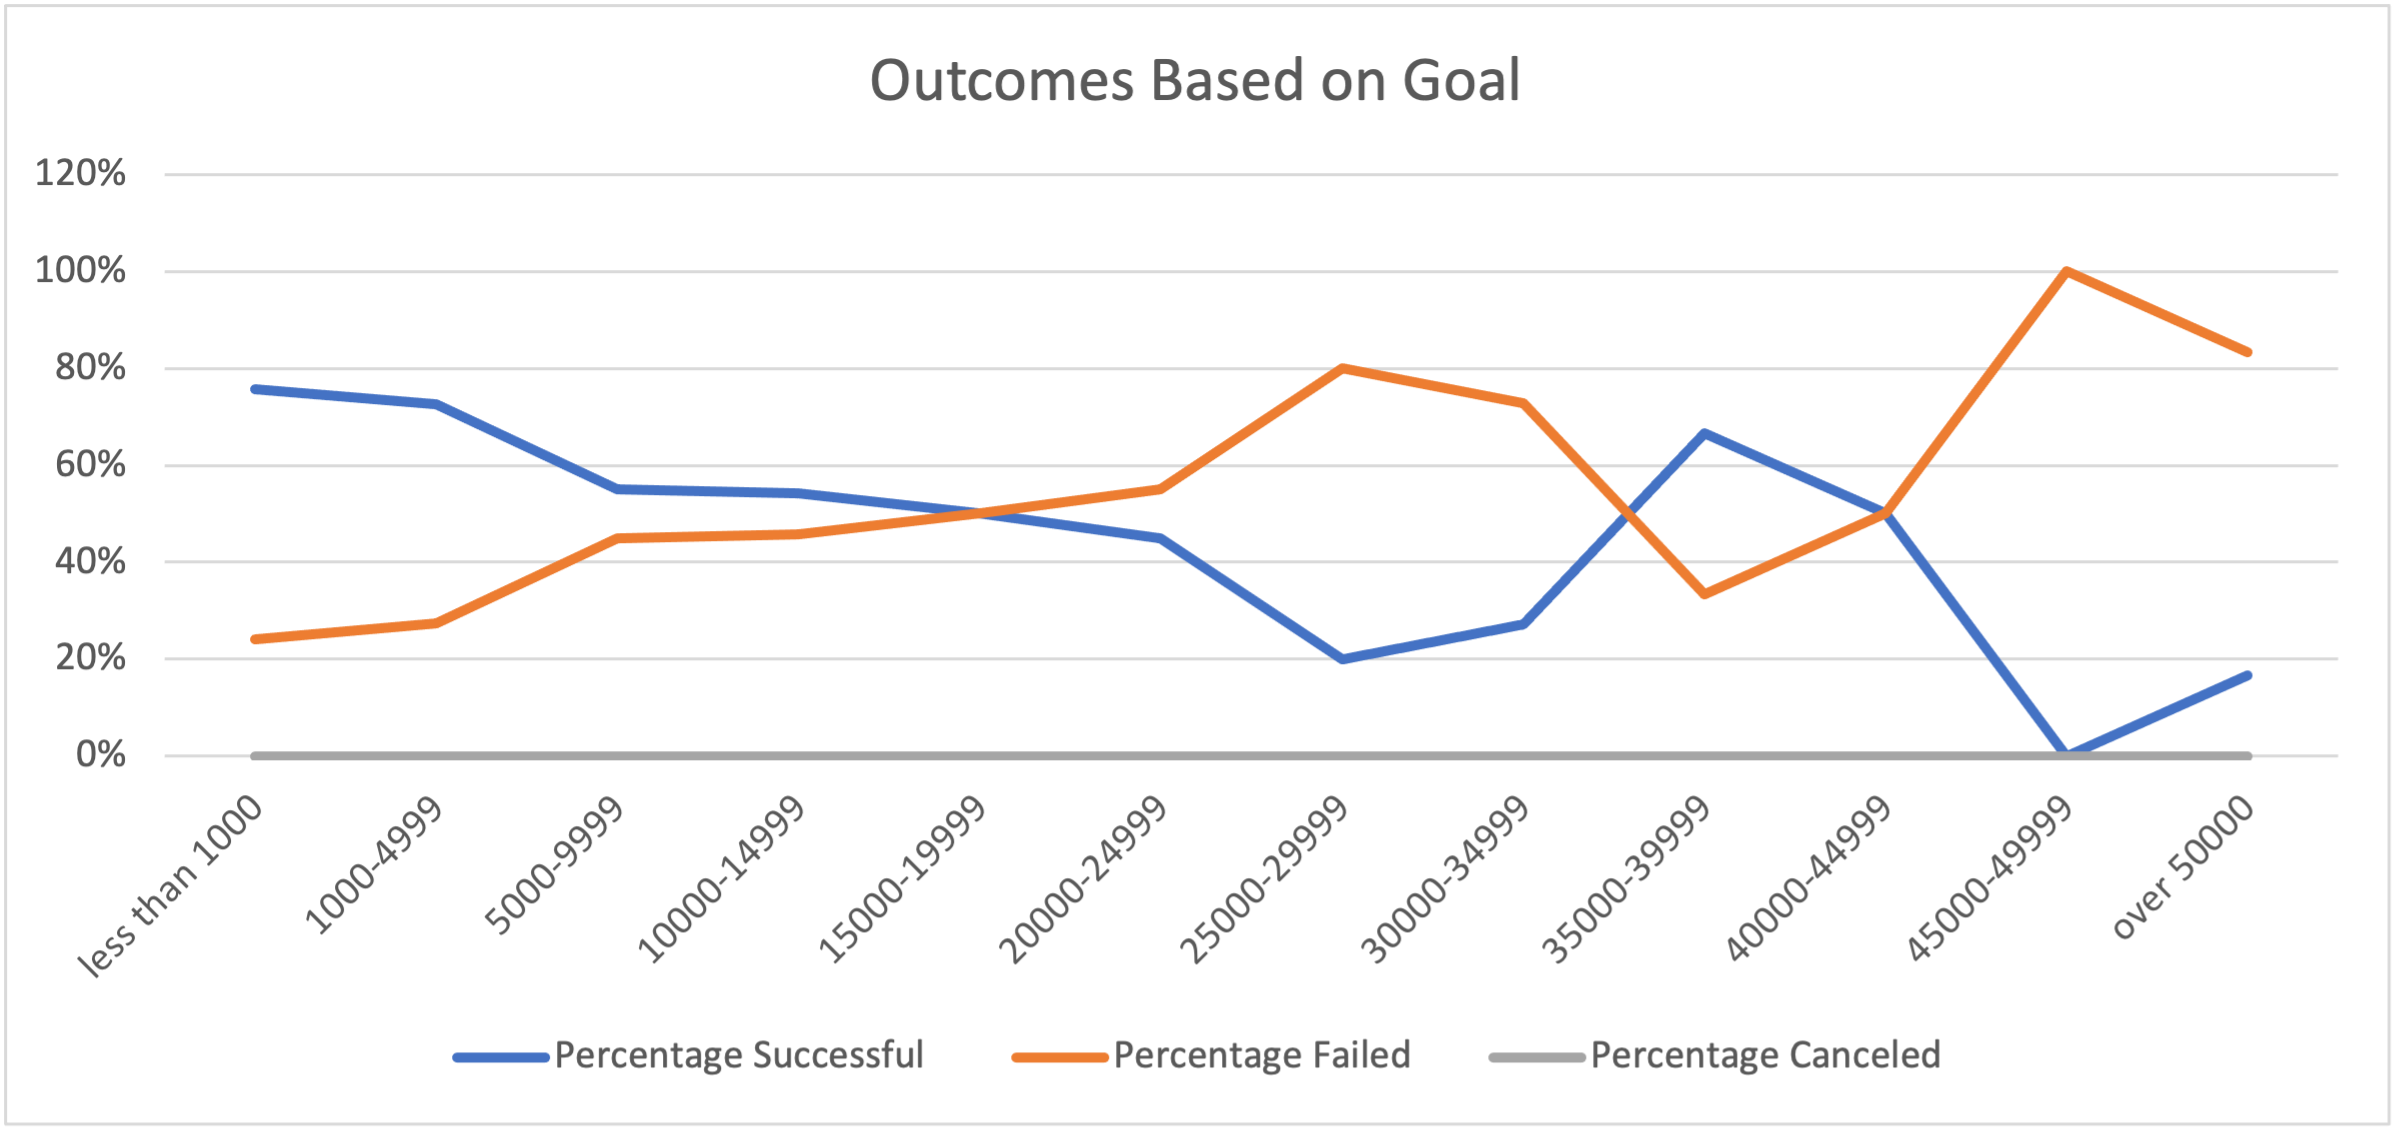 Outcomes Based on Goal
120%
100%
80%
60%
40%
20%
0%
less than 1000
1000-4999
5000-9999
10000-14999
15000-19999
20000-24999
25000-29999
30000-34999
35000-39999
40000-44999
45000-49999
over 50000
Percentage Successful
Percentage Failed
Percentage Canceled